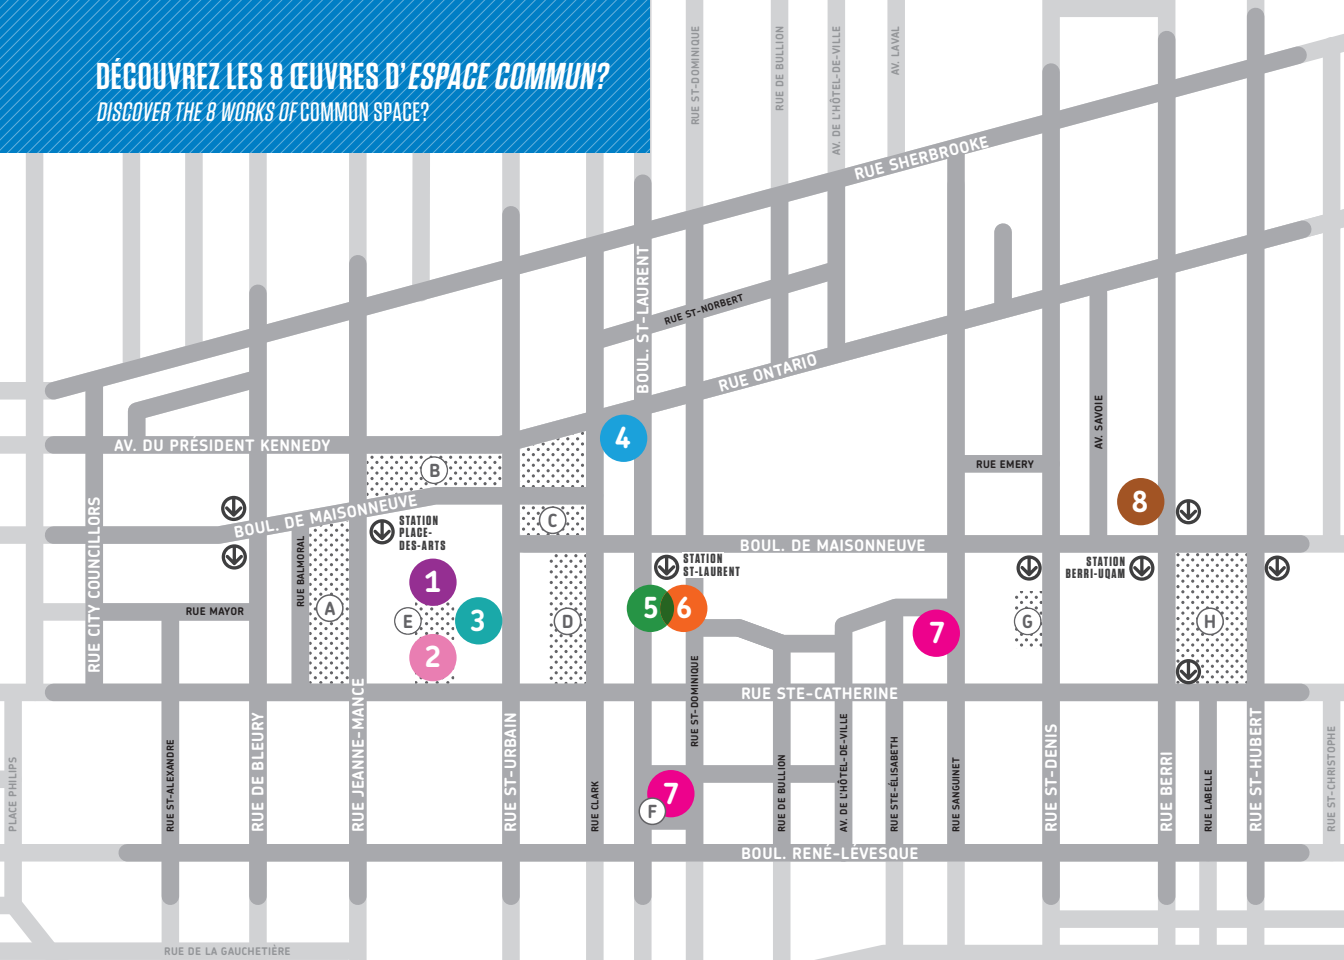 DÉCOUVREZ LES 8 ŒUVRES D'ESPACE COMMUN?
DISCOVER THE 8 WORKS OF COMMON SPACE?
RUE ST-DOMINIQUE
RUE DE BULLION
AV. DE L'HÔTEL-DE-VILLE
AV. LAVAL
RUE SHERBROOKE
BOUL. ST-LAURENT
RUE ST-NORBERT
RUE ONTARIO
AV. DU PRÉSIDENT KENNEDY
4
B
AV. SAVOIE
RUE EMERY
8
BOUL. DE MAISONNEUVE
C
STATION
PLACE-
DES-ARTS
BOUL. DE MAISONNEUVE
RUE CITY COUNCILLORS
RUE BALMORAL
STATION
ST-LAURENT
STATION
BERRI-UQAM
1
RUE MAYOR
A
E
3
D
5
6
7
G
H
2
RUE STE-CATHERINE
RUE ST-DOMINIQUE
PLACE PHILIPS
RUE ST-ALEXANDRE
RUE DE BLEURY
RUE JEANNE-MANCE
RUE ST-URBAIN
RUE CLARK
7
F
RUE DE BULLION
AV. DE L'HÔTEL-DE-VILLE
RUE STE-ÉLISABETH
RUE SANGUINET
RUE ST-DENIS
RUE BERRI
RUE LABELLE
RUE ST-HUBERT
RUE ST-CHRISTOPHE
BOUL. RENÉ-LÉVESQUE
RUE DE LA GAUCHETIÈRE